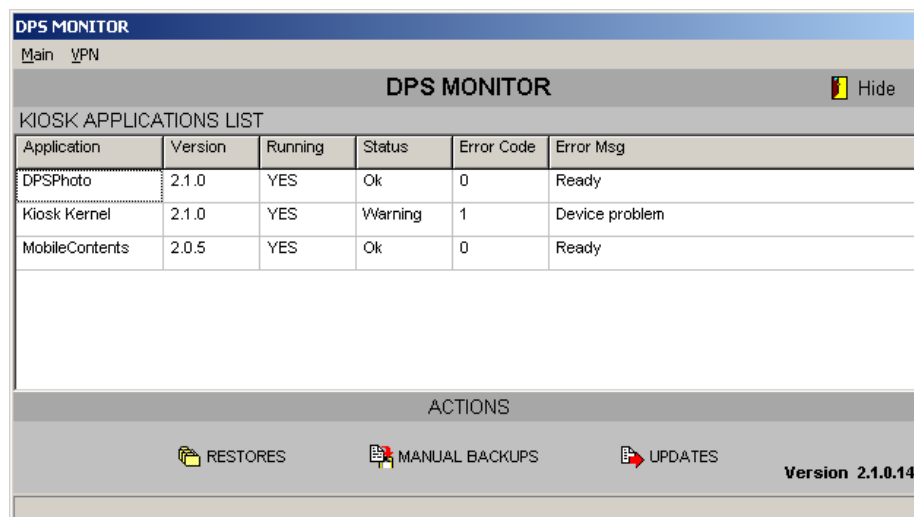 DPS MONITOR
Main VPN
DPS MONITOR
Hide
KIOSK APPLICATIONS LIST
Application Version Running Status Error Code Error Msg
DPSPhoto 2.1.0 YES Ok 0 Ready
Kiosk Kernel 2.1.0 YES Warning 1 Device problem
MobileContents 2.0.5 YES Ok 0 Ready
ACTIONS
RESTORES MANUAL BACKUPS UPDATES
Version 2.1.0.14